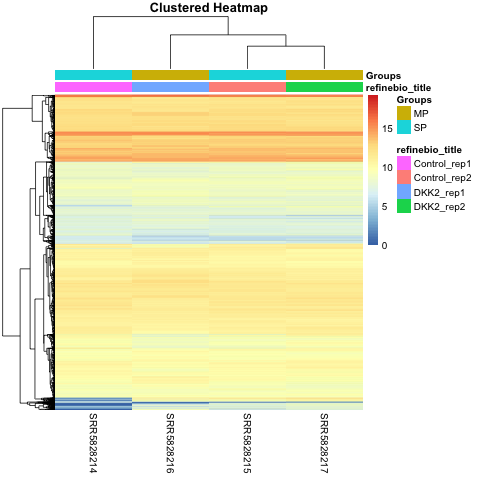 Clustered Heatmap
Groups
refinebio_title
Groups
MP
SP
refinebio_title
Control_rep1
Control_rep2
DKK2_rep1
DKK2_rep2
15
10
5
0
SRR5828214
SRR5828216
SRR5828215
SRR5828217